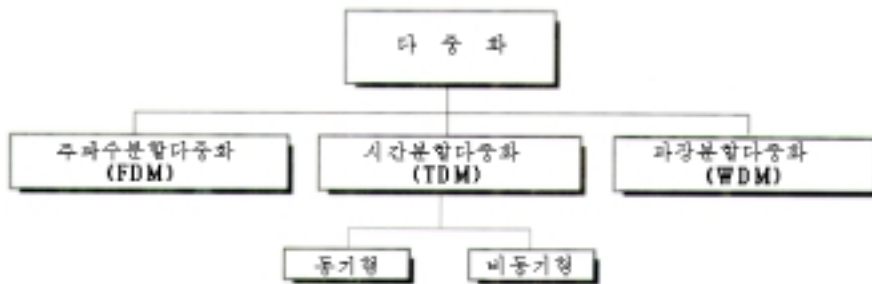 다 중 화
주파수분할다중화
(FDM)
시간분할다중화
(TDM)
파장분할다중화
(WDM)
동기형
비동기형